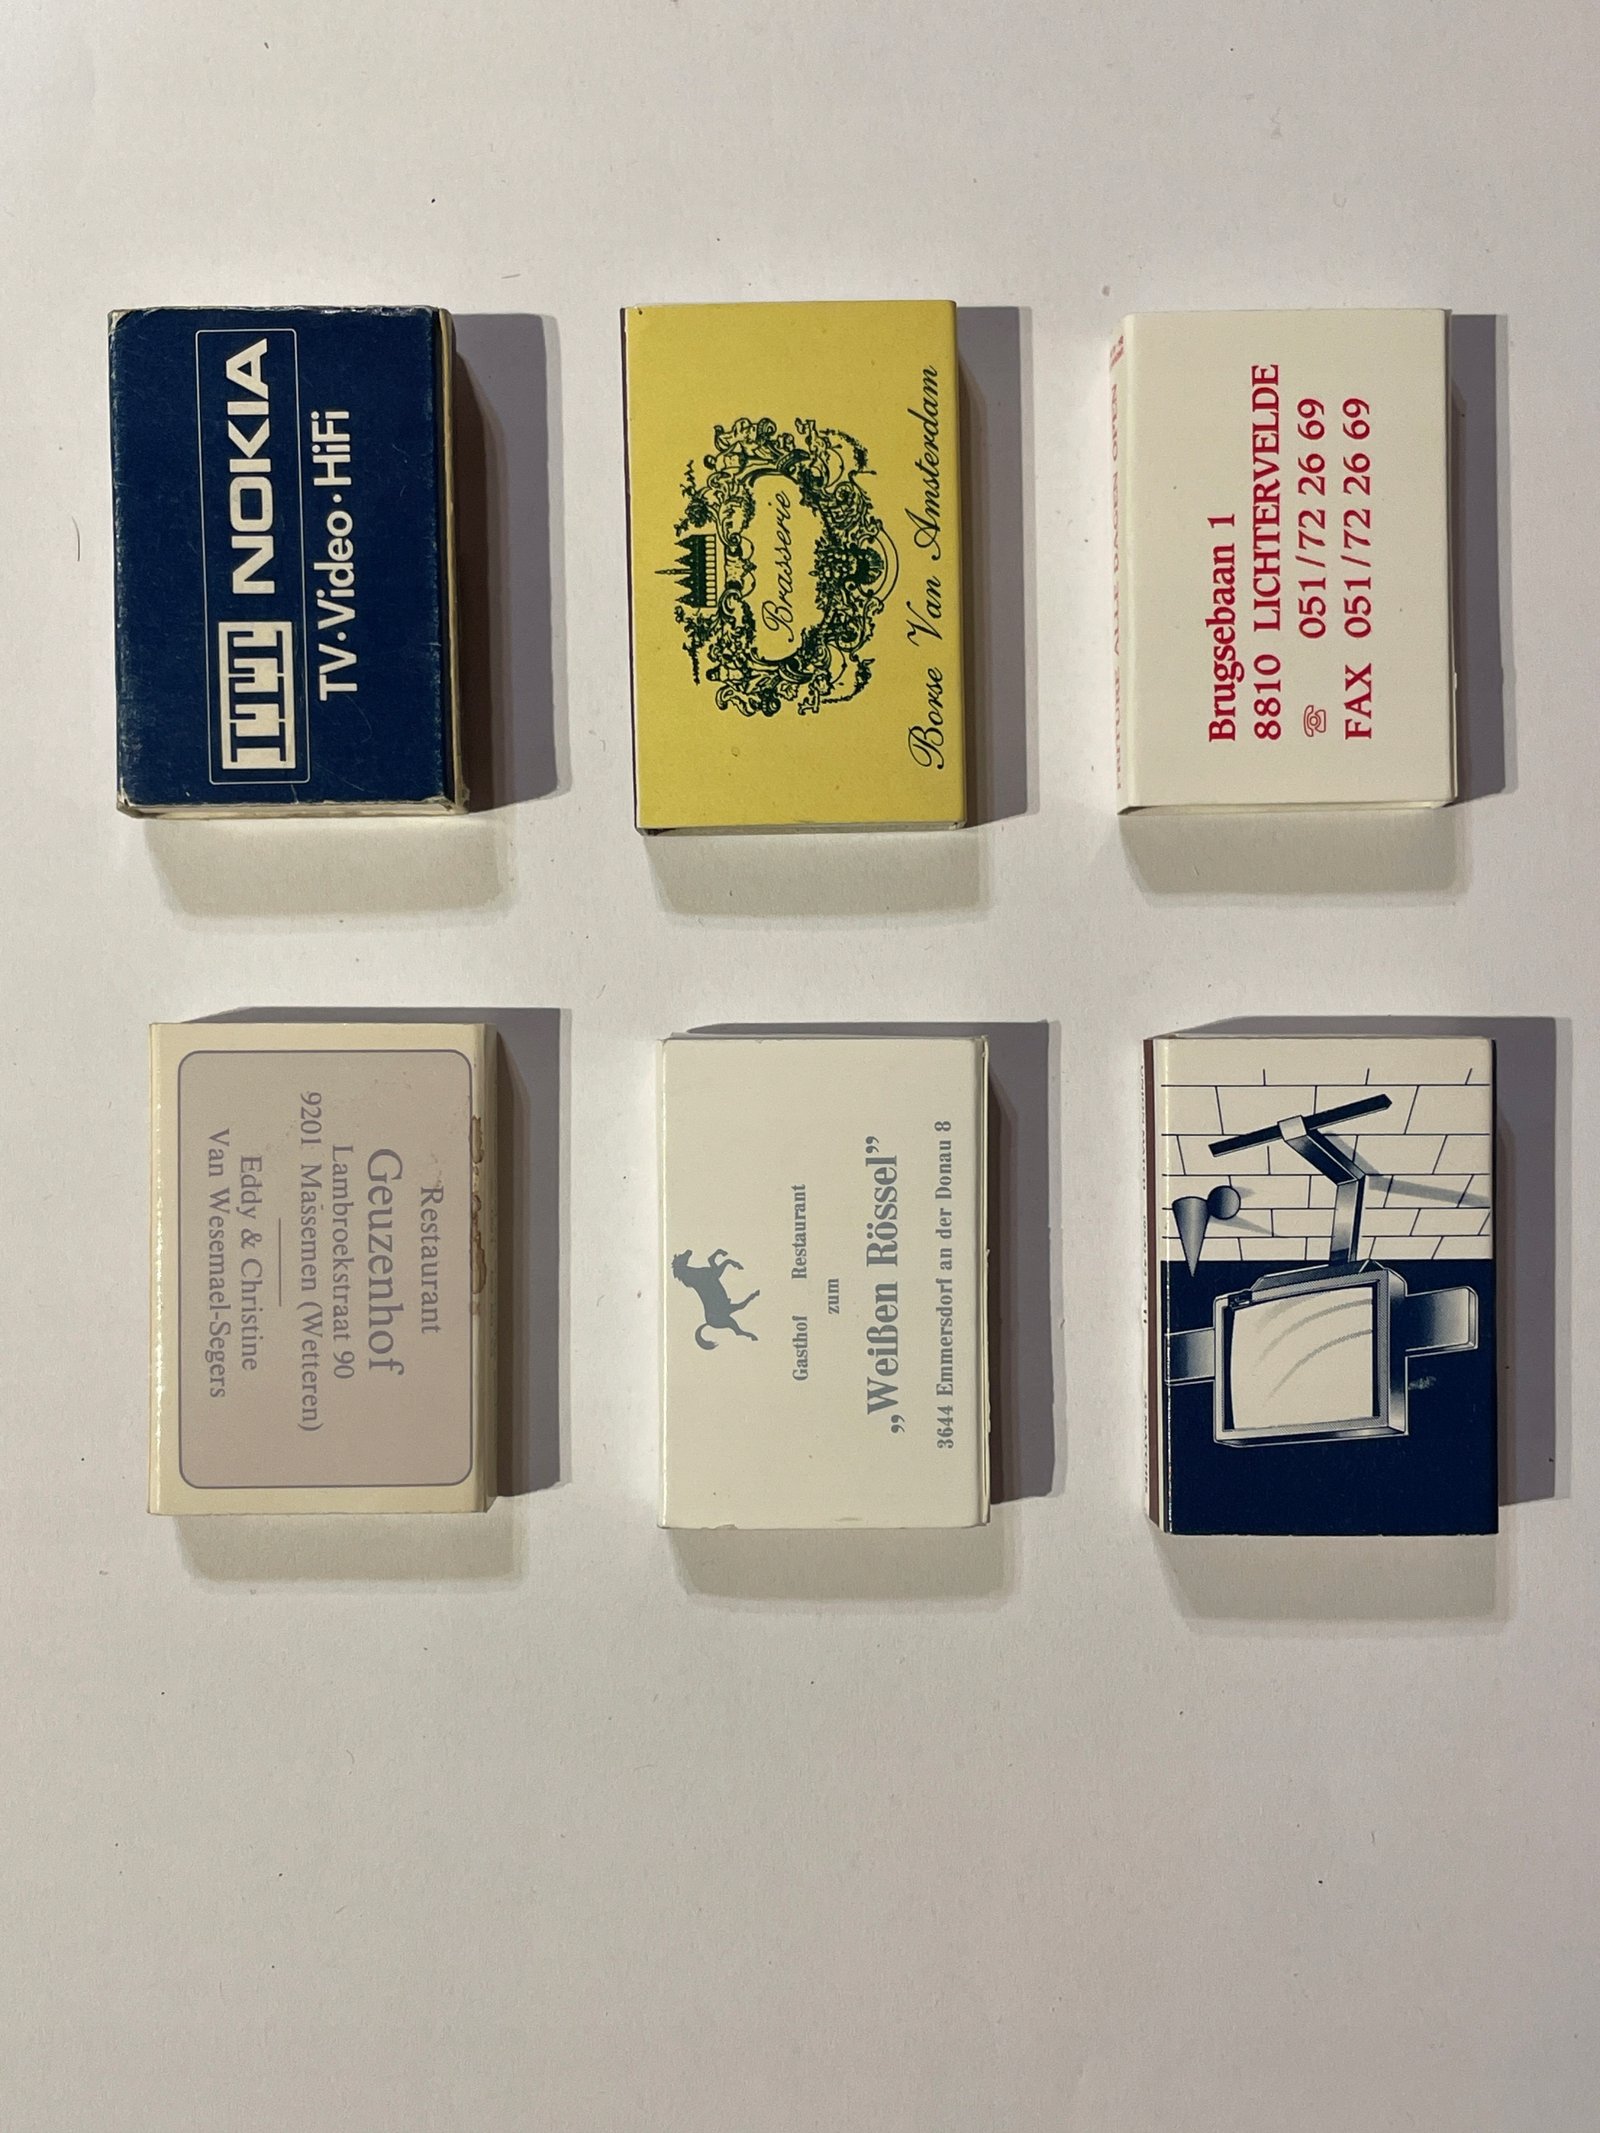 ITT NOKIA
TV·Video·HiFi
Brasserie
Borse Van Amsterdam
Brugsebaan 1
8810 LICHTERVELDE
☏ 051/72 26 69
FAX 051/72 26 69
Restaurant
Geuzenhof
Lambroekstraat 90
9201 Massemen (Wetteren)
Eddy & Christine
Van Wesemael-Segers
Gasthof Restaurant
zum
„Weißen Rössel”
3644 Emmersdorf an der Donau 8